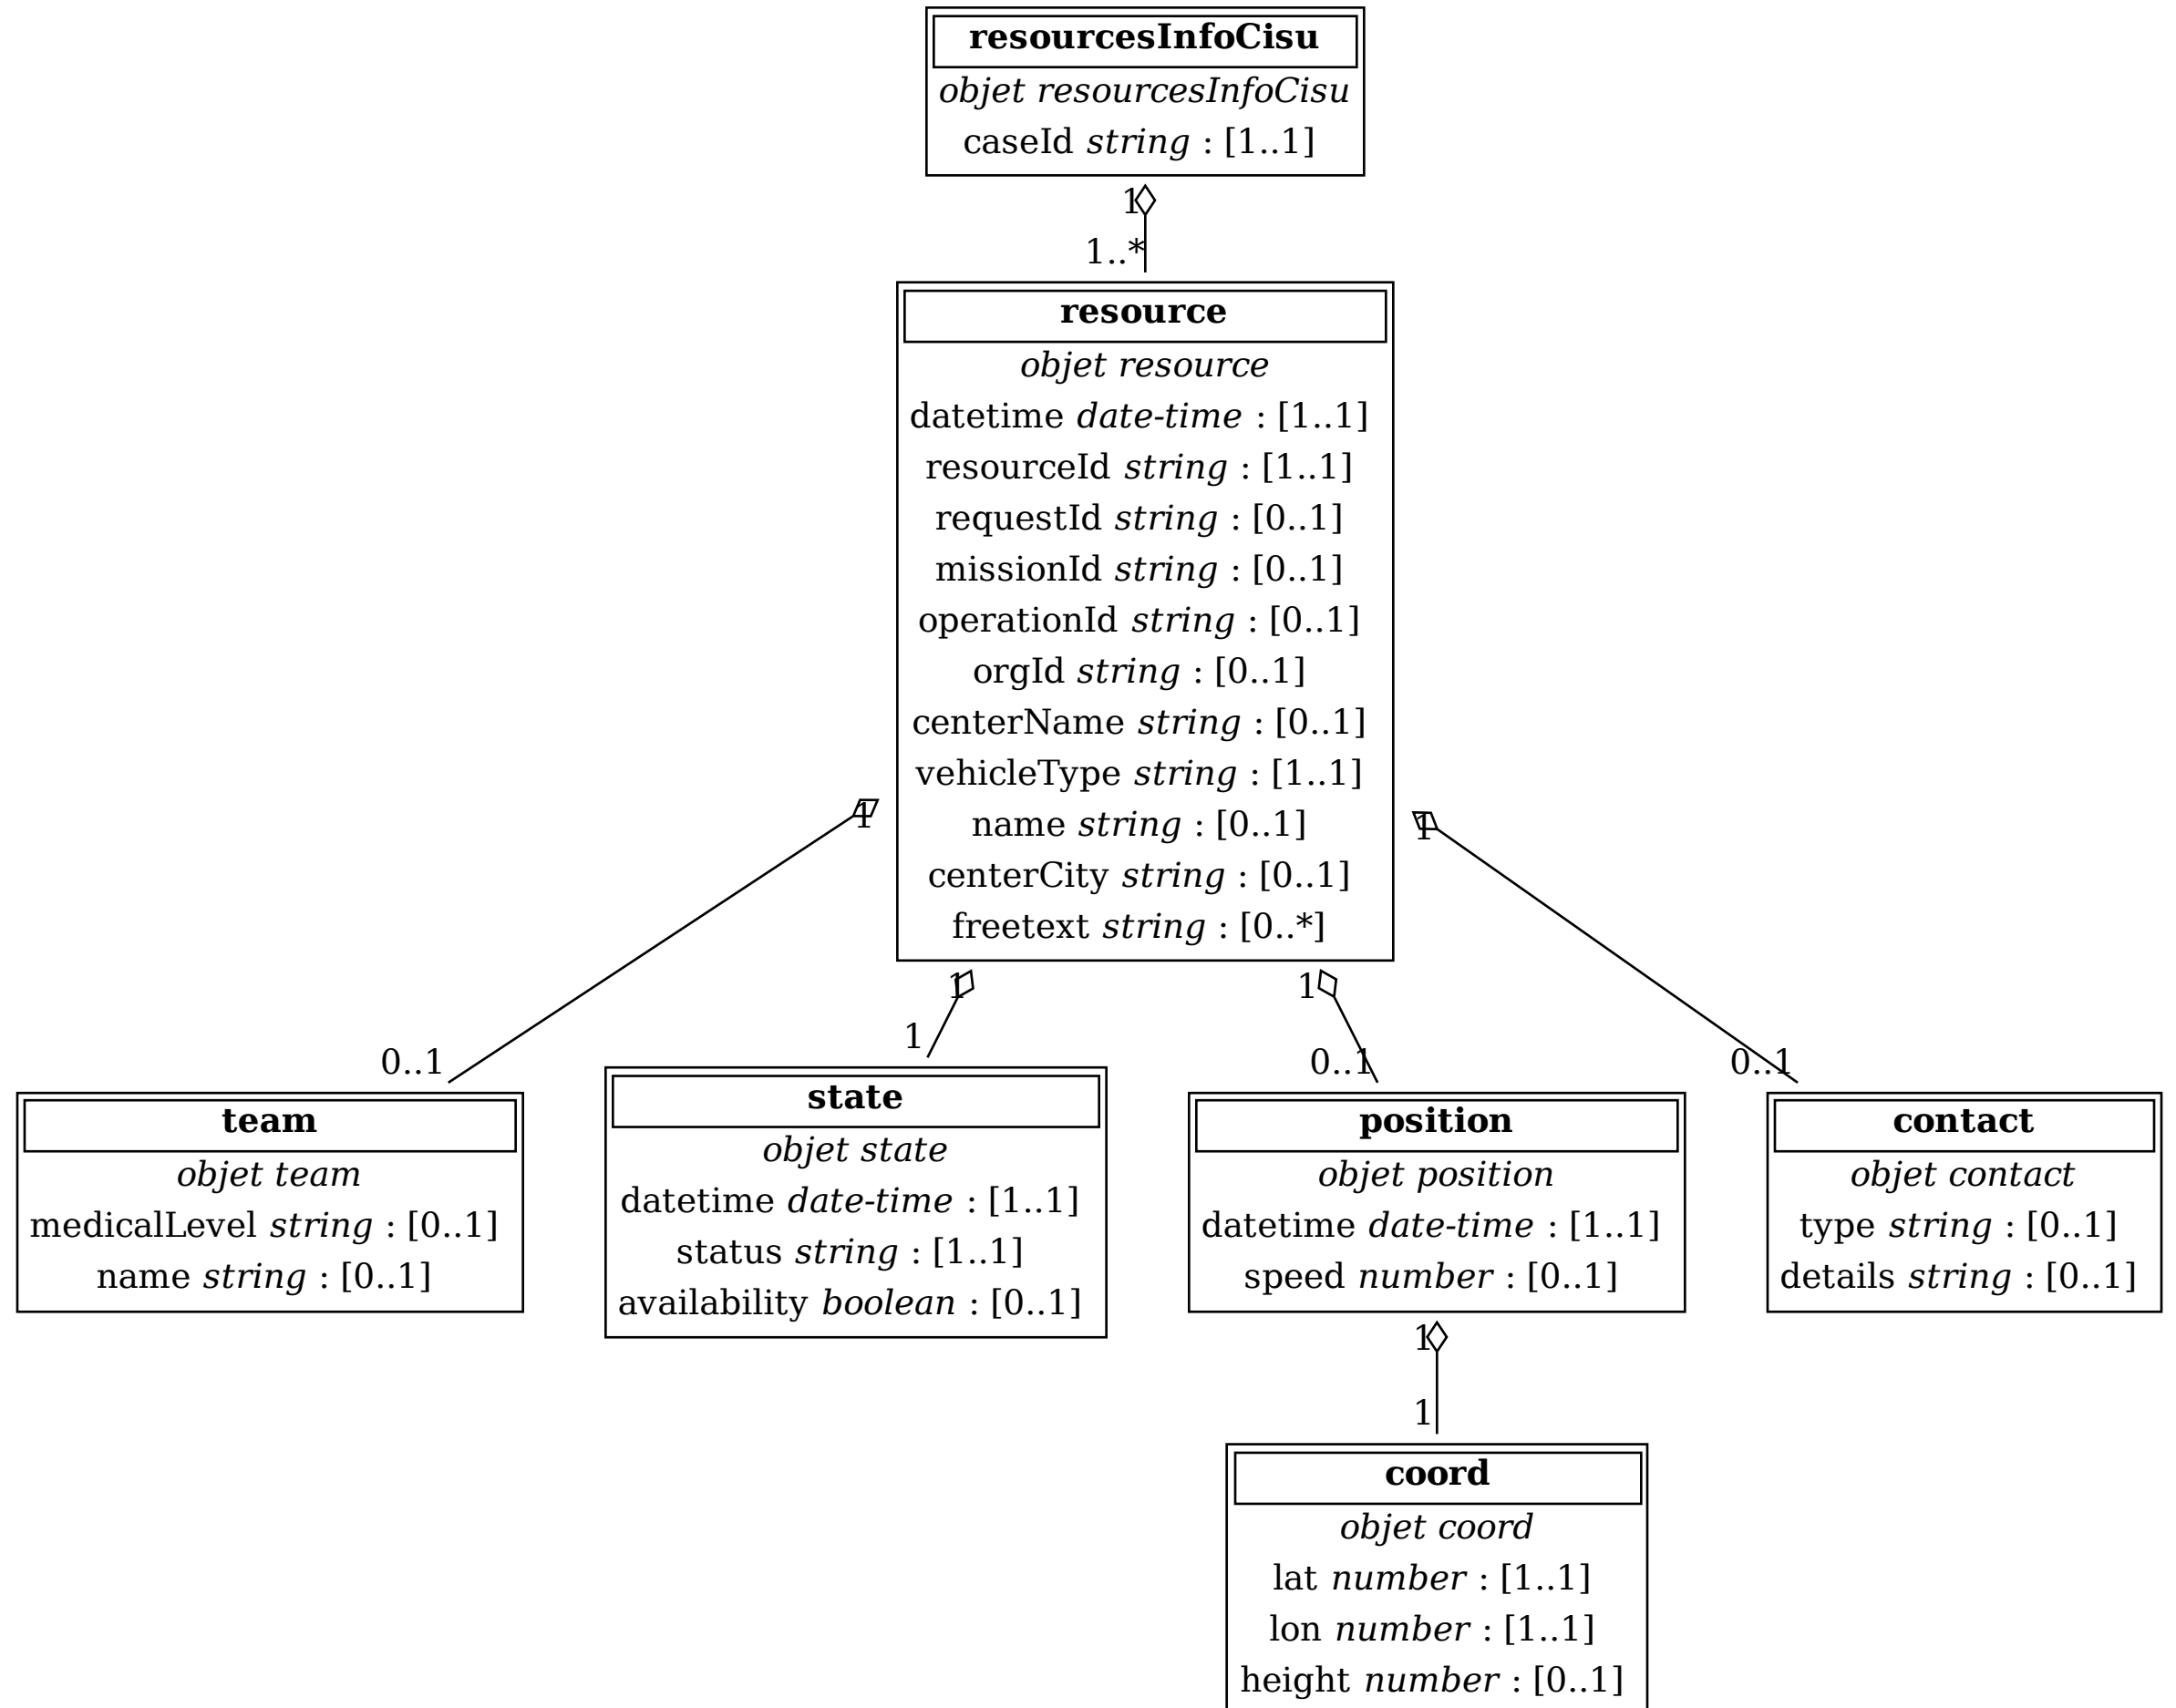 resourcesInfoCisu
objet resourcesInfoCisu
caseId string : [1..1]
1
1..*
resource
objet resource
datetime date-time : [1..1]
resourceId string : [1..1]
requestId string : [0..1]
missionId string : [0..1]
operationId string : [0..1]
orgId string : [0..1]
centerName string : [0..1]
vehicleType string : [1..1]
name string : [0..1]
centerCity string : [0..1]
freetext string : [0..*]
1
0..1
1
1
1
0..1
1
0..1
team
objet team
medicalLevel string : [0..1]
name string : [0..1]
state
objet state
datetime date-time : [1..1]
status string : [1..1]
availability boolean : [0..1]
position
objet position
datetime date-time : [1..1]
speed number : [0..1]
contact
objet contact
type string : [0..1]
details string : [0..1]
1
1
coord
objet coord
lat number : [1..1]
lon number : [1..1]
height number : [0..1]